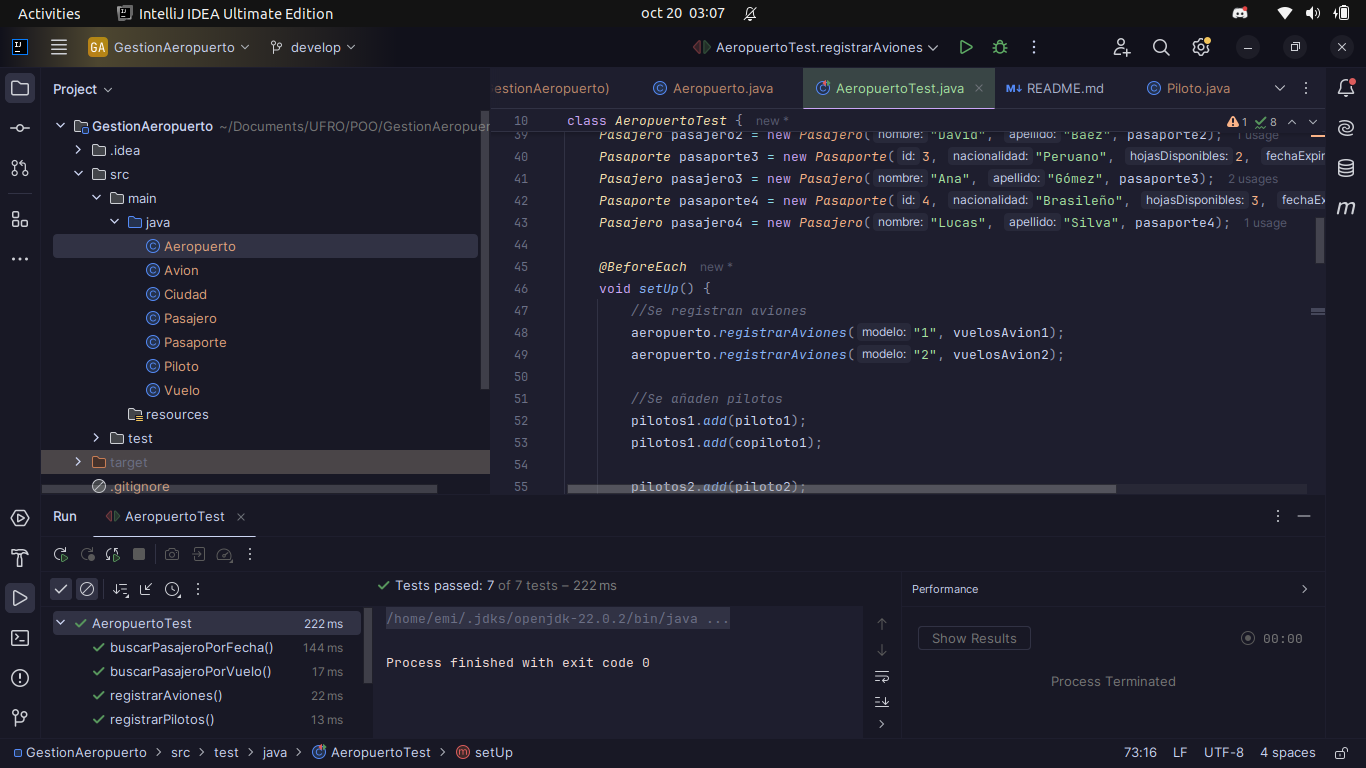 Activities IntelliJ IDEA Ultimate Edition oct 20 03:07
GA GestionAeropuerto develop AeropuertoTest.registrarAviones
Project
GestionAeropuerto ~/Documents/UFRO/POO/GestionAeropuer
.idea
src
main
java
Aeropuerto
Avion
Ciudad
Pasajero
Pasaporte
Piloto
Vuelo
resources
test
target
.gitignore
estionAeropuerto) Aeropuerto.java AeropuertoTest.java README.md Piloto.java
10 class AeropuertoTest { new * 1 8
39 Pasajero pasajero2 = new Pasajero( nombre: "David", apellido: "Baez", pasaporte2); 1 usage
40 Pasaporte pasaporte3 = new Pasaporte( id: 3, nacionalidad: "Peruano", hojasDisponibles: 2, fechaExpir
41 Pasajero pasajero3 = new Pasajero( nombre: "Ana", apellido: "Gómez", pasaporte3); 2 usages
42 Pasaporte pasaporte4 = new Pasaporte( id: 4, nacionalidad: "Brasileño", hojasDisponibles: 3, fechaEx
43 Pasajero pasajero4 = new Pasajero( nombre: "Lucas", apellido: "Silva", pasaporte4); 1 usage
44
45 @BeforeEach new *
46 void setUp() {
47 //Se registran aviones
48 aeropuerto.registrarAviones( modelo: "1", vuelosAvion1);
49 aeropuerto.registrarAviones( modelo: "2", vuelosAvion2);
50
51 //Se añaden pilotos
52 pilotos1.add(piloto1);
53 pilotos1.add(copiloto1);
54
55 pilotos2.add(piloto2);
Run AeropuertoTest
Tests passed: 7 of 7 tests – 222 ms
AeropuertoTest 222 ms
buscarPasajeroPorFecha() 144 ms
buscarPasajeroPorVuelo() 17 ms
registrarAviones() 22 ms
registrarPilotos() 13 ms
/home/emi/.jdks/openjdk-22.0.2/bin/java ...
Process finished with exit code 0
Performance
Show Results 00:00
Process Terminated
GestionAeropuerto > src > test > java > AeropuertoTest > setUp 73:16 LF UTF-8 4 spaces